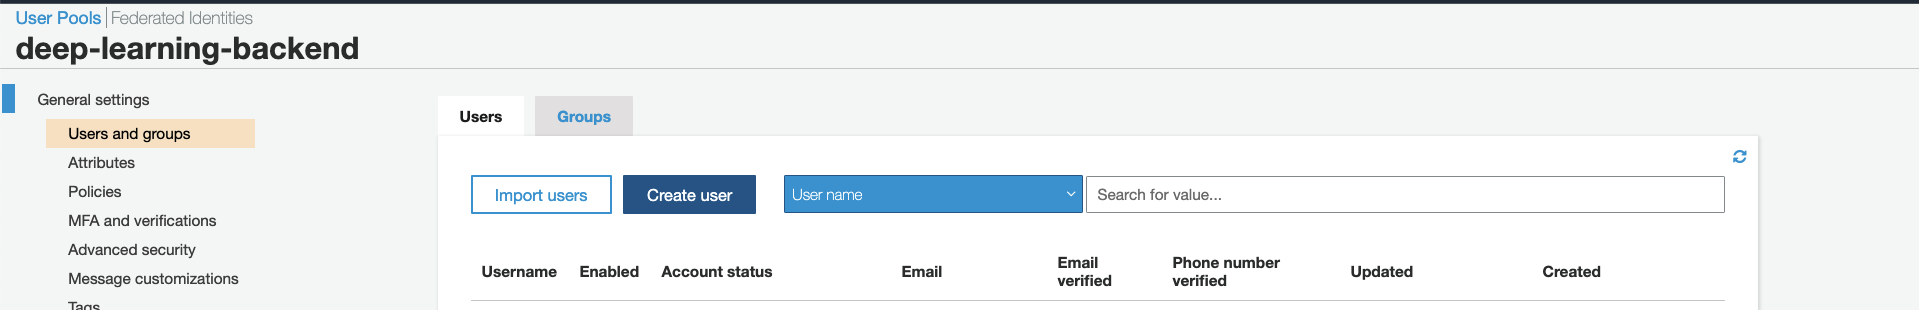 User Pools | Federated Identities
deep-learning-backend
General settings
Users and groups
Attributes
Policies
MFA and verifications
Advanced security
Message customizations
Tags
Users Groups
Import users Create user User name Search for value...
Username Enabled Account status Email Email verified Phone number verified Updated Created